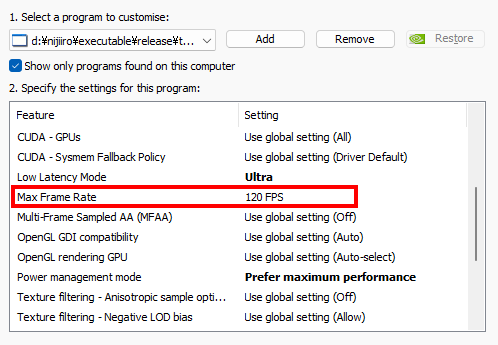 1. Select a program to customise:
d:¥nijiiro¥executable¥release¥t... Add Remove Restore
Show only programs found on this computer
2. Specify the settings for this program:
Feature Setting
CUDA - GPUs Use global setting (All)
CUDA - Sysmem Fallback Policy Use global setting (Driver Default)
Low Latency Mode Ultra
Max Frame Rate 120 FPS
Multi-Frame Sampled AA (MFAA) Use global setting (Off)
OpenGL GDI compatibility Use global setting (Auto)
OpenGL rendering GPU Use global setting (Auto-select)
Power management mode Prefer maximum performance
Texture filtering - Anisotropic sample opti... Use global setting (Off)
Texture filtering - Negative LOD bias Use global setting (Allow)